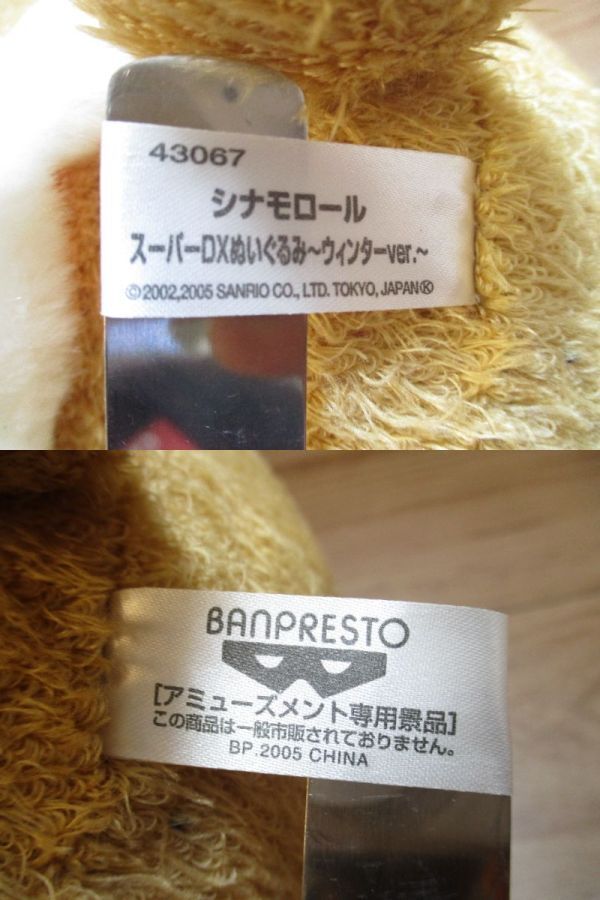 43067
シナモロール
スーパーDXぬいぐるみ～ウィンターver.～
©2002,2005 SANRIO CO., LTD. TOKYO, JAPAN®
BANPRESTO
[アミューズメント専用景品]
この商品は一般市販されておりません。
BP.2005 CHINA